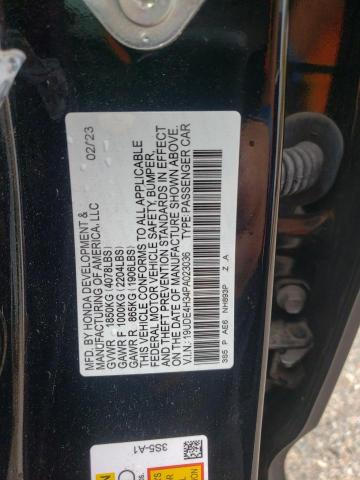 MFD. BY HONDA DEVELOPMENT &
MANUFACTURING OF AMERICA, LLC 02/23
GVWR 1850KG (4078LBS)
GAWR F 1000KG (2204LBS)
GAWR R 865KG (1906LBS)
THIS VEHICLE CONFORMS TO ALL APPLICABLE
FEDERAL MOTOR VEHICLE SAFETY, BUMPER,
AND THEFT PREVENTION STANDARDS IN EFFECT
ON THE DATE OF MANUFACTURE SHOWN ABOVE.
V.I.N.: 19UDE4H34PA023036 TYPE:PASSENGER CAR
3S5 P AE6 NH893P Z A
3S5-A1